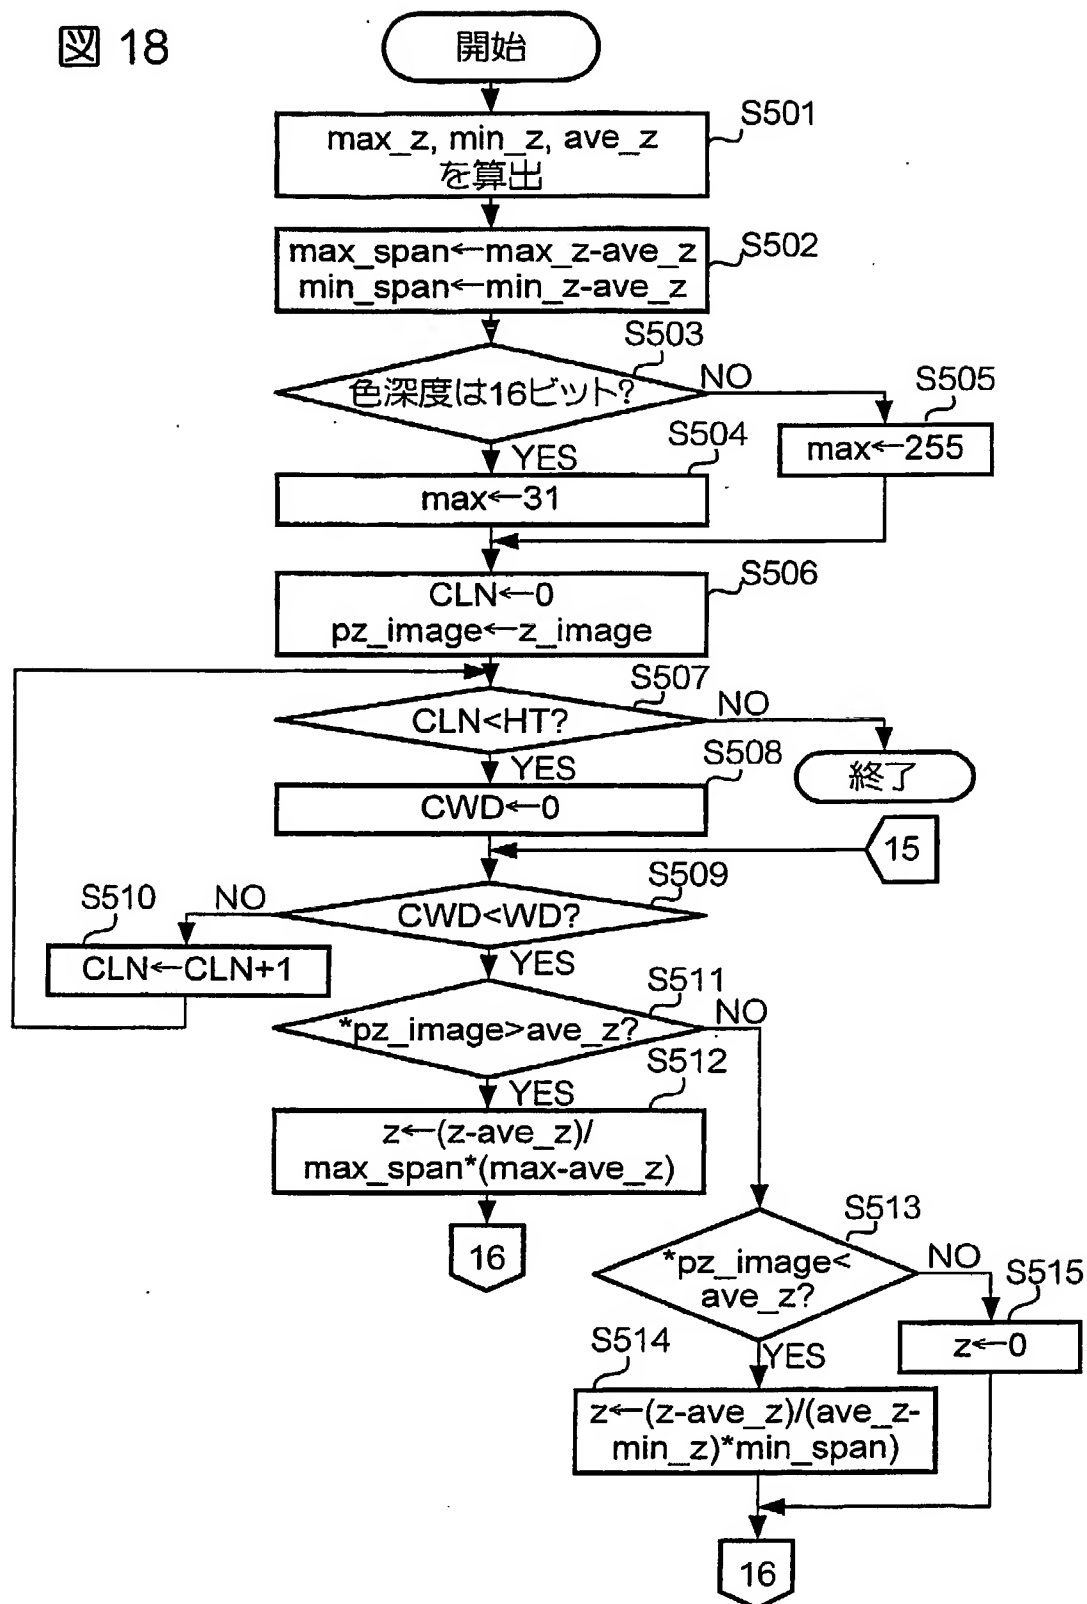 図 18
開始
S501
max_z, min_z, ave_z
を算出
S502
max_span←max_z-ave_z
min_span←min_z-ave_z
S503
色深度は16ビット?
NO
S505
max←255
YES
S504
max←31
S506
CLN←0
pz_image←z_image
S507
CLN<HT?
NO
終了
YES
S508
CWD←0
15
S509
CWD<WD?
NO
S510
CLN←CLN+1
YES
S511
*pz_image>ave_z?
NO
YES
S512
z←(z-ave_z)/
max_span*(max-ave_z)
16
S513
*pz_image<
ave_z?
NO
S515
z←0
YES
S514
z←(z-ave_z)/(ave_z-
min_z)*min_span)
16